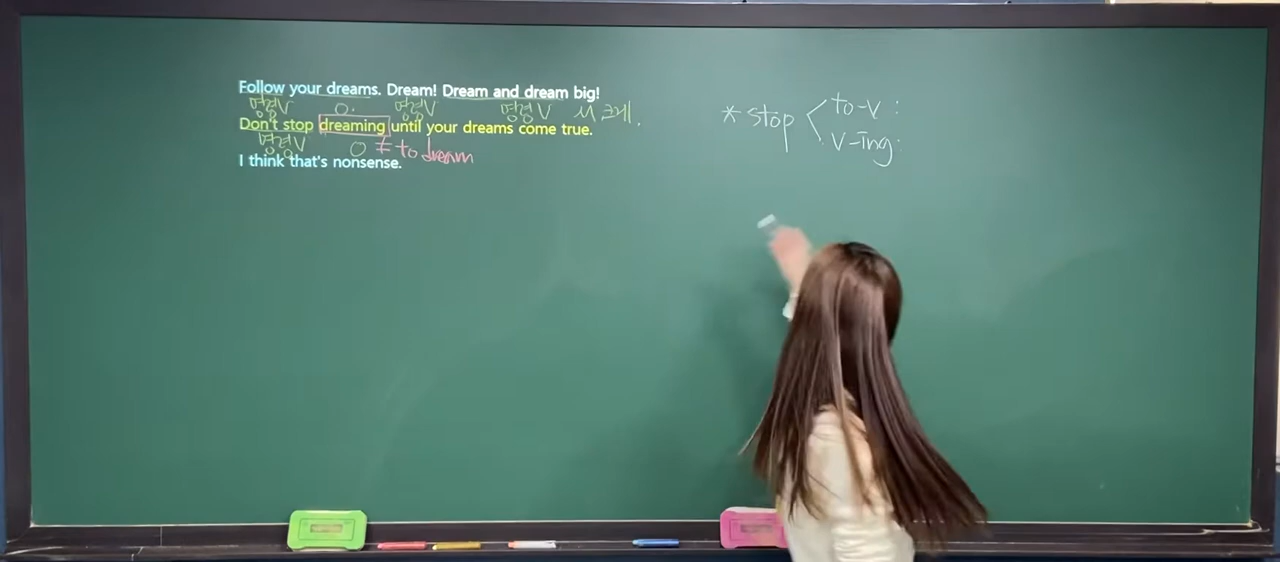 Follow your dreams. Dream! Dream and dream big!
명령V O. 명령V 명령V 크게.
Don't stop dreaming until your dreams come true.
명령V O ≠ to dream
I think that's nonsense.
* stop < to-v :
v-ing :